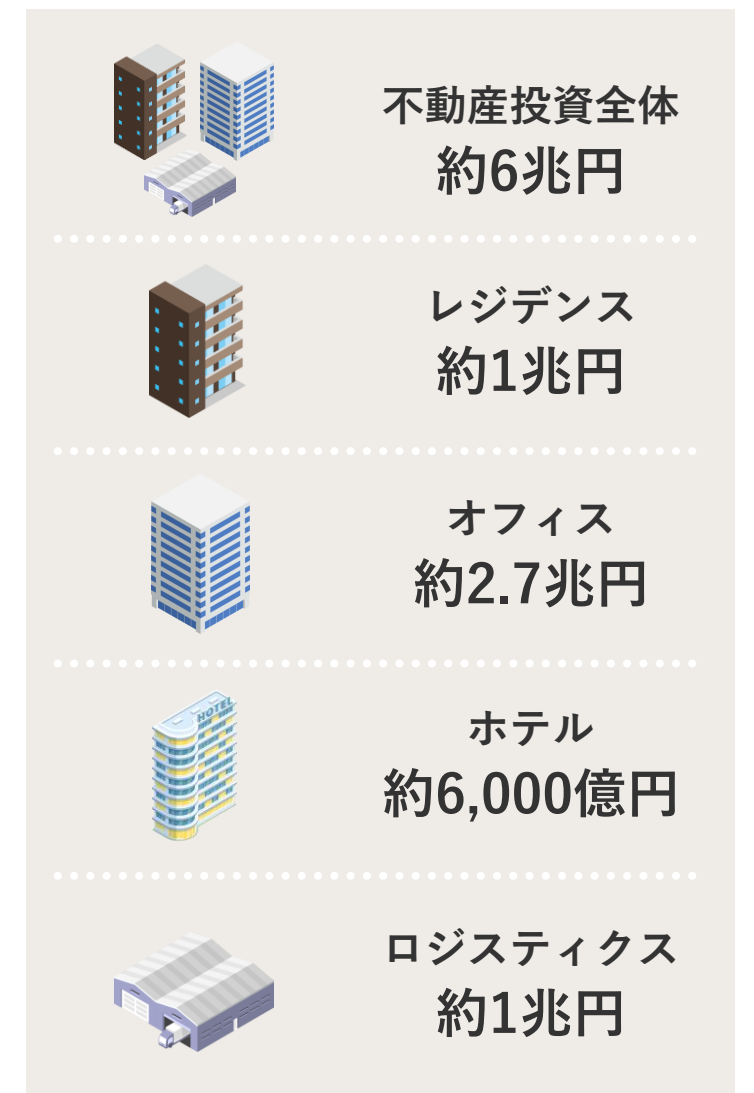 不動産投資全体
約6兆円
レジデンス
約1兆円
オフィス
約2.7兆円
HOTEL
ホテル
約6,000億円
ロジスティクス
約1兆円